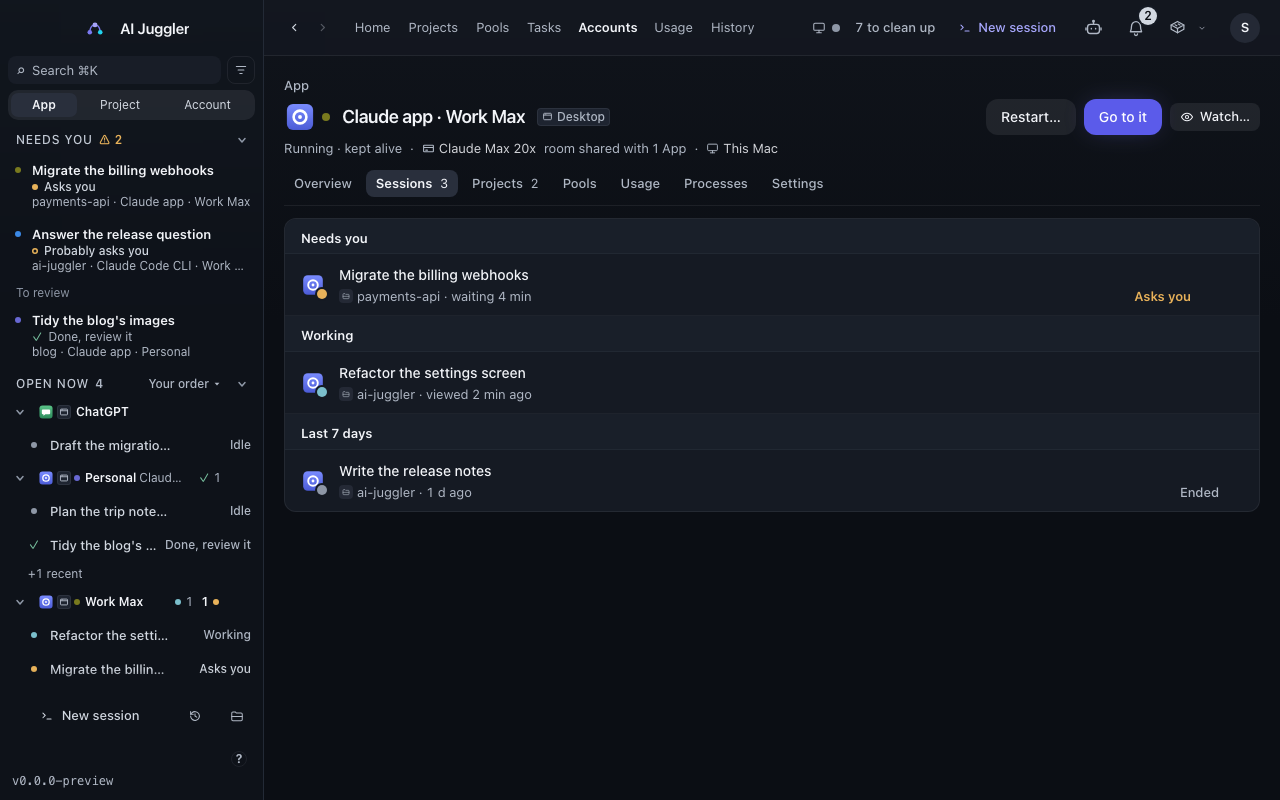 AI Juggler
Search ⌘K
App Project Account
NEEDS YOU 2
Migrate the billing webhooks
Asks you
payments-api · Claude app · Work Max
Answer the release question
Probably asks you
ai-juggler · Claude Code CLI · Work ...
To review
Tidy the blog's images
Done, review it
blog · Claude app · Personal
OPEN NOW 4 Your order
ChatGPT
Draft the migratio... Idle
Personal Claud... 1
Plan the trip note... Idle
Tidy the blog's ... Done, review it
+1 recent
Work Max 1 1
Refactor the setti... Working
Migrate the billin... Asks you
New session
?
v0.0.0-preview
Home Projects Pools Tasks Accounts Usage History 7 to clean up New session 2 S
App
Claude app · Work Max Desktop Restart... Go to it Watch...
Running · kept alive · Claude Max 20x room shared with 1 App · This Mac
Overview Sessions 3 Projects 2 Pools Usage Processes Settings
Needs you
Migrate the billing webhooks
payments-api · waiting 4 min Asks you
Working
Refactor the settings screen
ai-juggler · viewed 2 min ago
Last 7 days
Write the release notes
ai-juggler · 1 d ago Ended